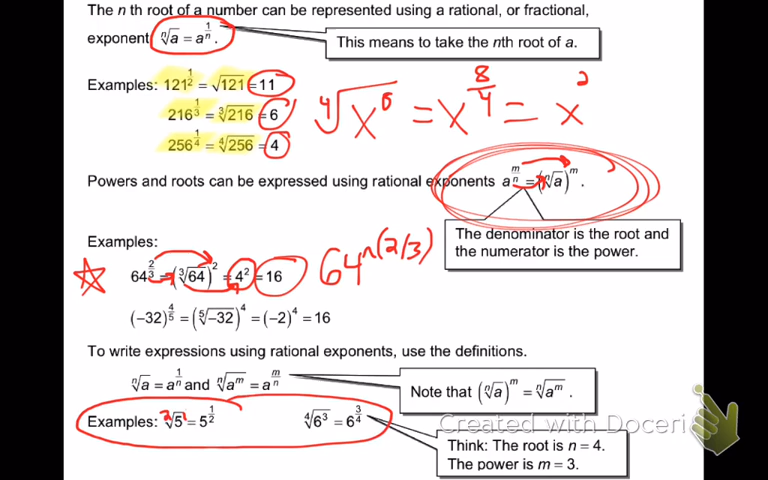 The n th root of a number can be represented using a rational, or fractional,
exponent ⁿ√a = a^(1/n).
This means to take the nth root of a.
Examples: 121^(1/2) = √121 = 11
216^(1/3) = ³√216 = 6
256^(1/4) = ⁴√256 = 4
⁴√x⁸ = x^(8/4) = x²
Powers and roots can be expressed using rational exponents a^(m/n) = (ⁿ√a)^m.
The denominator is the root and
the numerator is the power.
Examples:
64^(2/3) = (³√64)² = 4² = 16
64^(2/3)
(−32)^(4/5) = (⁵√−32)⁴ = (−2)⁴ = 16
To write expressions using rational exponents, use the definitions.
ⁿ√a = a^(1/n) and ⁿ√a^m = a^(m/n)
Note that (ⁿ√a)^m = ⁿ√a^m.
Examples: ²√5¹ = 5^(1/2)
⁴√6³ = 6^(3/4)
Created with Doceri
Think: The root is n = 4.
The power is m = 3.